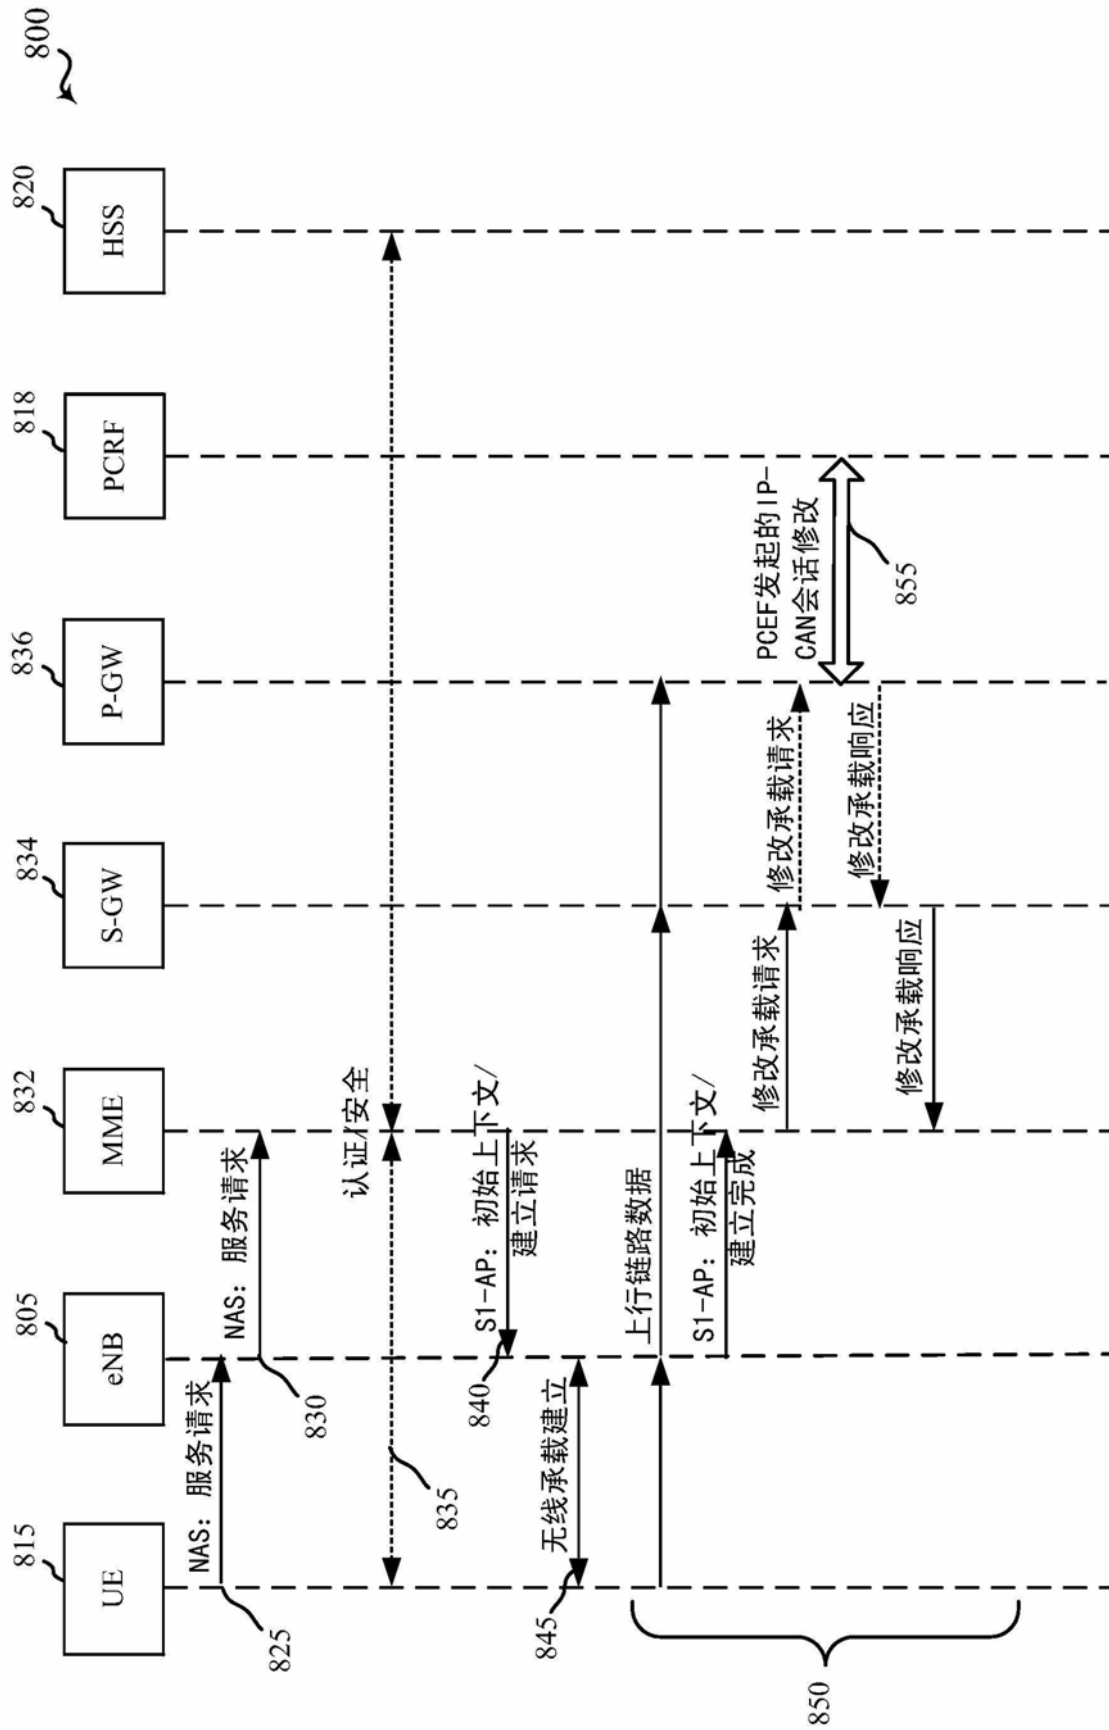 800
815
805
832
834
836
818
820
UE
eNB
MME
S-GW
P-GW
PCRF
HSS
NAS: 服务请求
825
NAS: 服务请求
830
认证/安全
835
S1-AP: 初始上下文/
建立请求
840
无线承载建立
845
上行链路数据
S1-AP: 初始上下文/
建立完成
修改承载请求
修改承载请求
PCEF发起的IP-
CAN会话修改
855
修改承载响应
修改承载响应
850